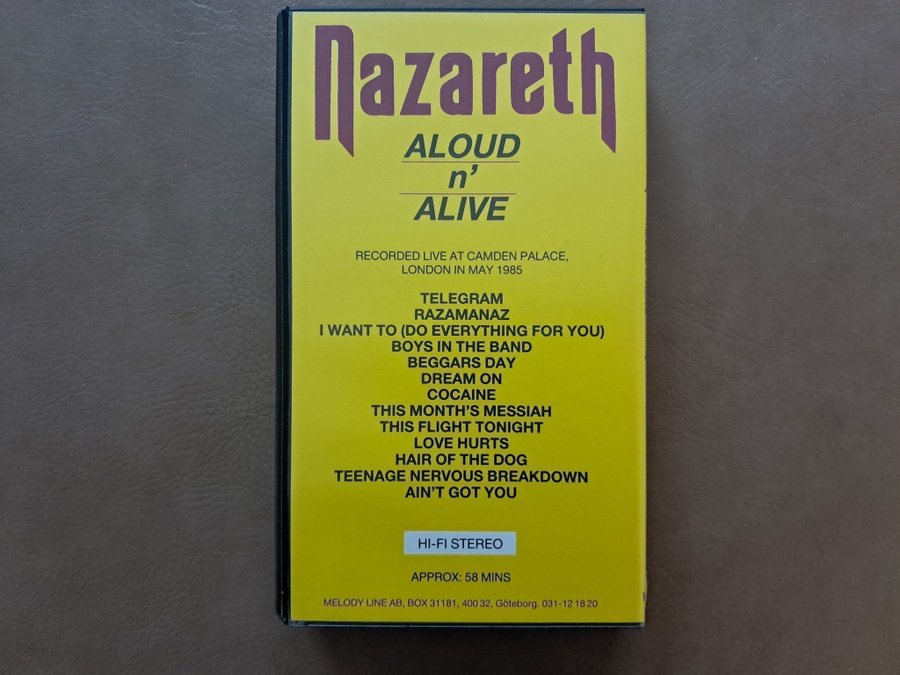 Nazareth
ALOUD
n'
ALIVE
RECORDED LIVE AT CAMDEN PALACE,
LONDON IN MAY 1985
TELEGRAM
RAZAMANAZ
I WANT TO (DO EVERYTHING FOR YOU)
BOYS IN THE BAND
BEGGARS DAY
DREAM ON
COCAINE
THIS MONTH'S MESSIAH
THIS FLIGHT TONIGHT
LOVE HURTS
HAIR OF THE DOG
TEENAGE NERVOUS BREAKDOWN
AIN'T GOT YOU
HI-FI STEREO
APPROX: 58 MINS
MELODY LINE AB, BOX 31181, 400 32, Göteborg. 031-12 18 20